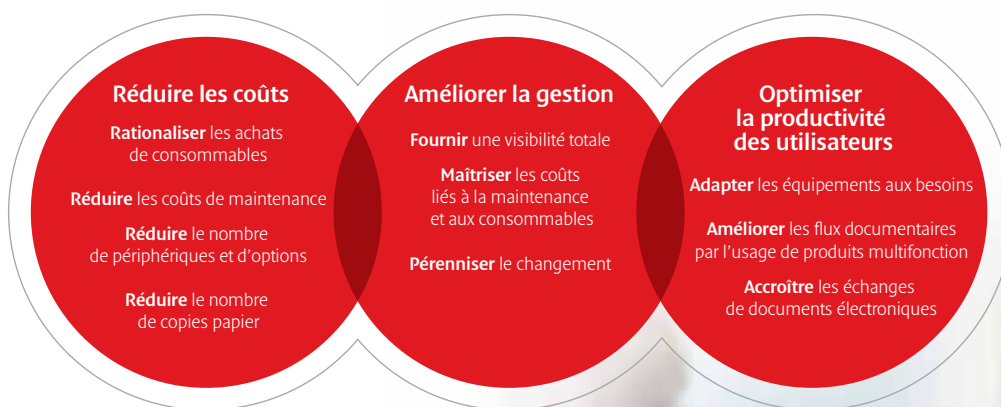 Réduire les coûts
Rationaliser les achats
de consommables
Réduire les coûts de maintenance
Réduire le nombre
de périphériques et d'options
Réduire le nombre
de copies papier
Améliorer la gestion
Fournir une visibilité totale
Maîtriser les coûts
liés à la maintenance
et aux consommables
Pérenniser le changement
Optimiser
la productivité
des utilisateurs
Adapter les équipements aux besoins
Améliorer les flux documentaires
par l'usage de produits multifonction
Accroître les échanges
de documents électroniques